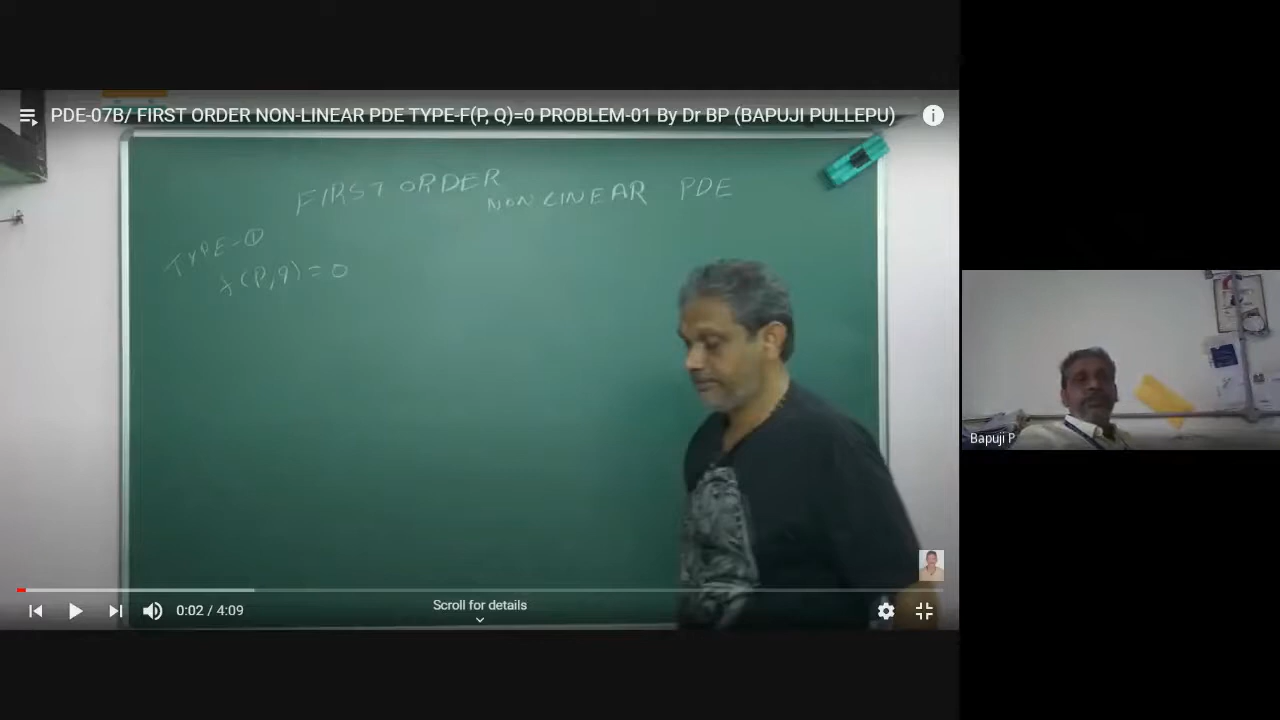 PDE-07B/ FIRST ORDER NON-LINEAR PDE TYPE-F(P, Q)=0 PROBLEM-01 By Dr BP (BAPUJI PULLEPU)
FIRST ORDER
NON LINEAR PDE
TYPE-①
f(P,q)=0
Bapuji P
Scroll for details
0:02 / 4:09